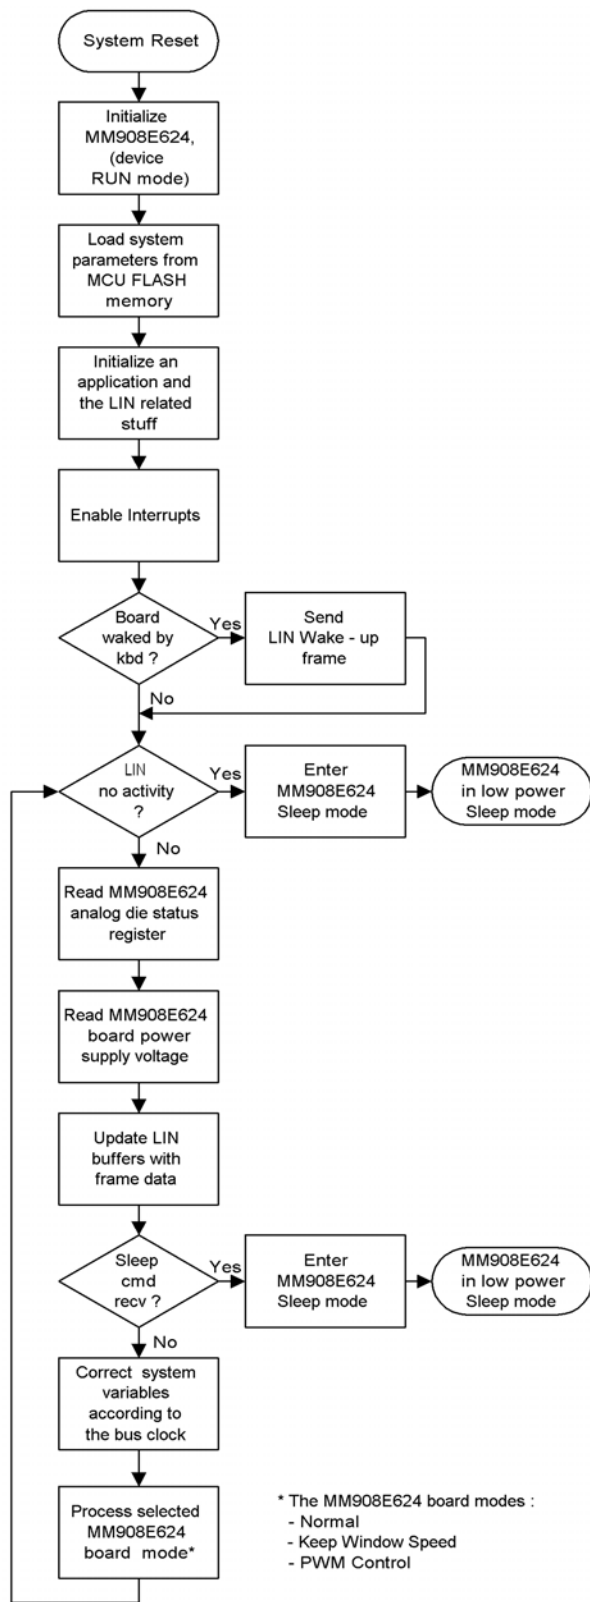 System Reset
Initialize
MM908E624,
(device
RUN mode)
Load system
parameters from
MCU FLASH
memory
Initialize an
application and
the LIN related
stuff
Enable Interrupts
Board
waked by
kbd ?
Yes
Send
LIN Wake - up
frame
No
LIN
no activity
?
Yes
Enter
MM908E624
Sleep mode
MM908E624
in low power
Sleep mode
No
Read MM908E624
analog die status
register
Read MM908E624
board power
supply voltage
Update LIN
buffers with
frame data
Sleep
cmd
recv ?
Yes
Enter
MM908E624
Sleep mode
MM908E624
in low power
Sleep mode
No
Correct system
variables
according to
the bus clock
Process selected
MM908E624
board mode*
* The MM908E624 board modes :
- Normal
- Keep Window Speed
- PWM Control